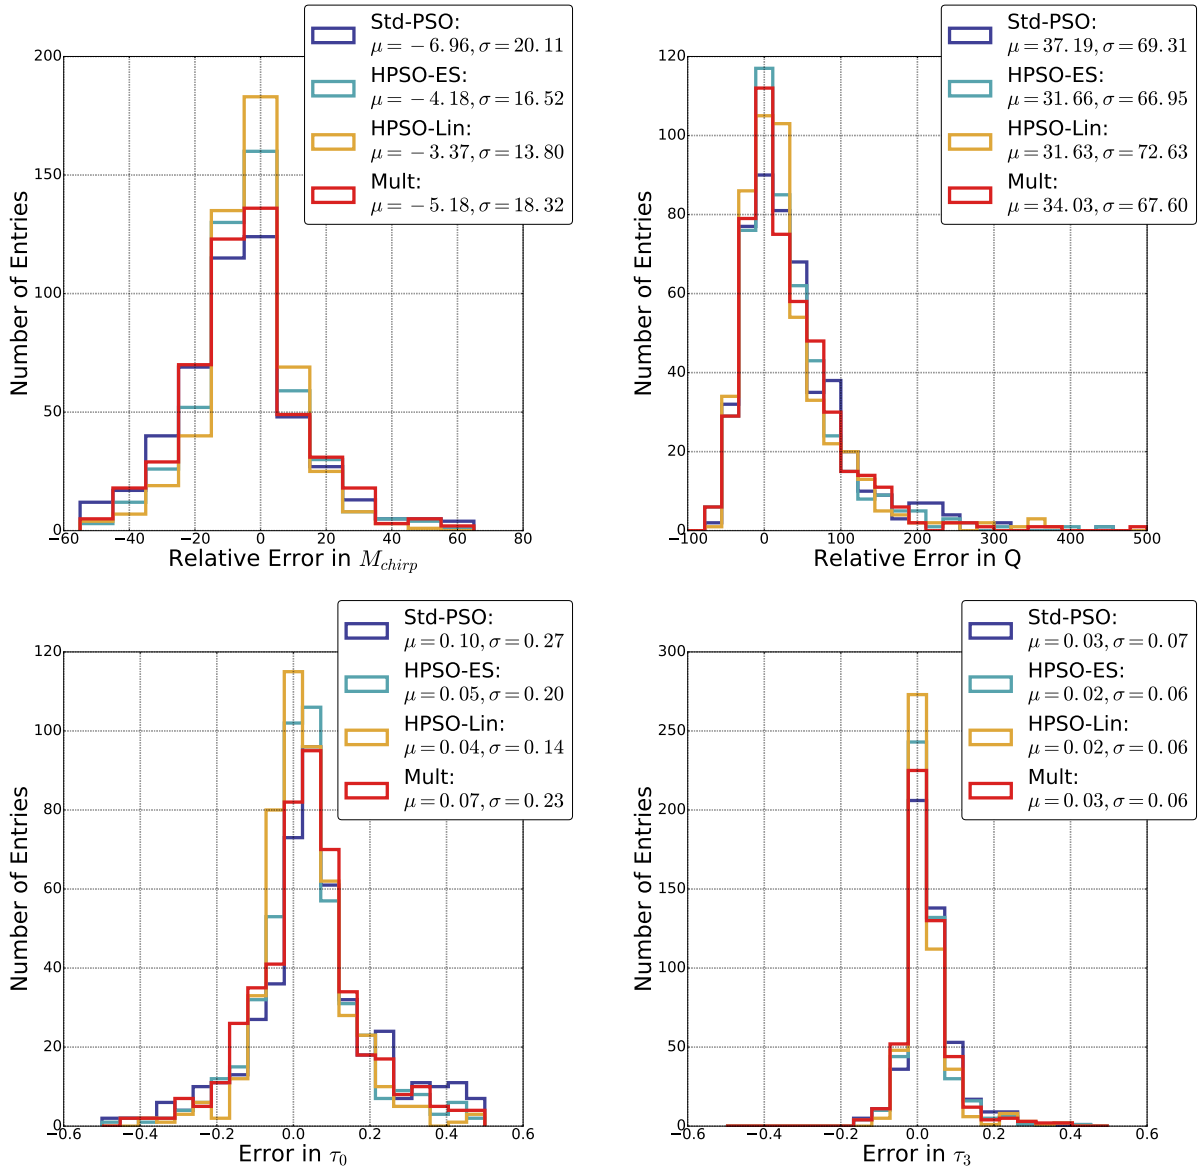 Std-PSO:
μ = −6.96, σ = 20.11
HPSO-ES:
μ = −4.18, σ = 16.52
HPSO-Lin:
μ = −3.37, σ = 13.80
Mult:
μ = −5.18, σ = 18.32
200
150
100
50
0
Number of Entries
−60 −40 −20 0 20 40 60 80
Relative Error in M_chirp
Std-PSO:
μ = 37.19, σ = 69.31
HPSO-ES:
μ = 31.66, σ = 66.95
HPSO-Lin:
μ = 31.63, σ = 72.63
Mult:
μ = 34.03, σ = 67.60
120
100
80
60
40
20
0
Number of Entries
−100 0 100 200 300 400 500
Relative Error in Q
Std-PSO:
μ = 0.10, σ = 0.27
HPSO-ES:
μ = 0.05, σ = 0.20
HPSO-Lin:
μ = 0.04, σ = 0.14
Mult:
μ = 0.07, σ = 0.23
120
100
80
60
40
20
0
Number of Entries
−0.6 −0.4 −0.2 0.0 0.2 0.4 0.6
Error in τ₀
Std-PSO:
μ = 0.03, σ = 0.07
HPSO-ES:
μ = 0.02, σ = 0.06
HPSO-Lin:
μ = 0.02, σ = 0.06
Mult:
μ = 0.03, σ = 0.06
300
250
200
150
100
50
0
Number of Entries
−0.6 −0.4 −0.2 0.0 0.2 0.4 0.6
Error in τ₃